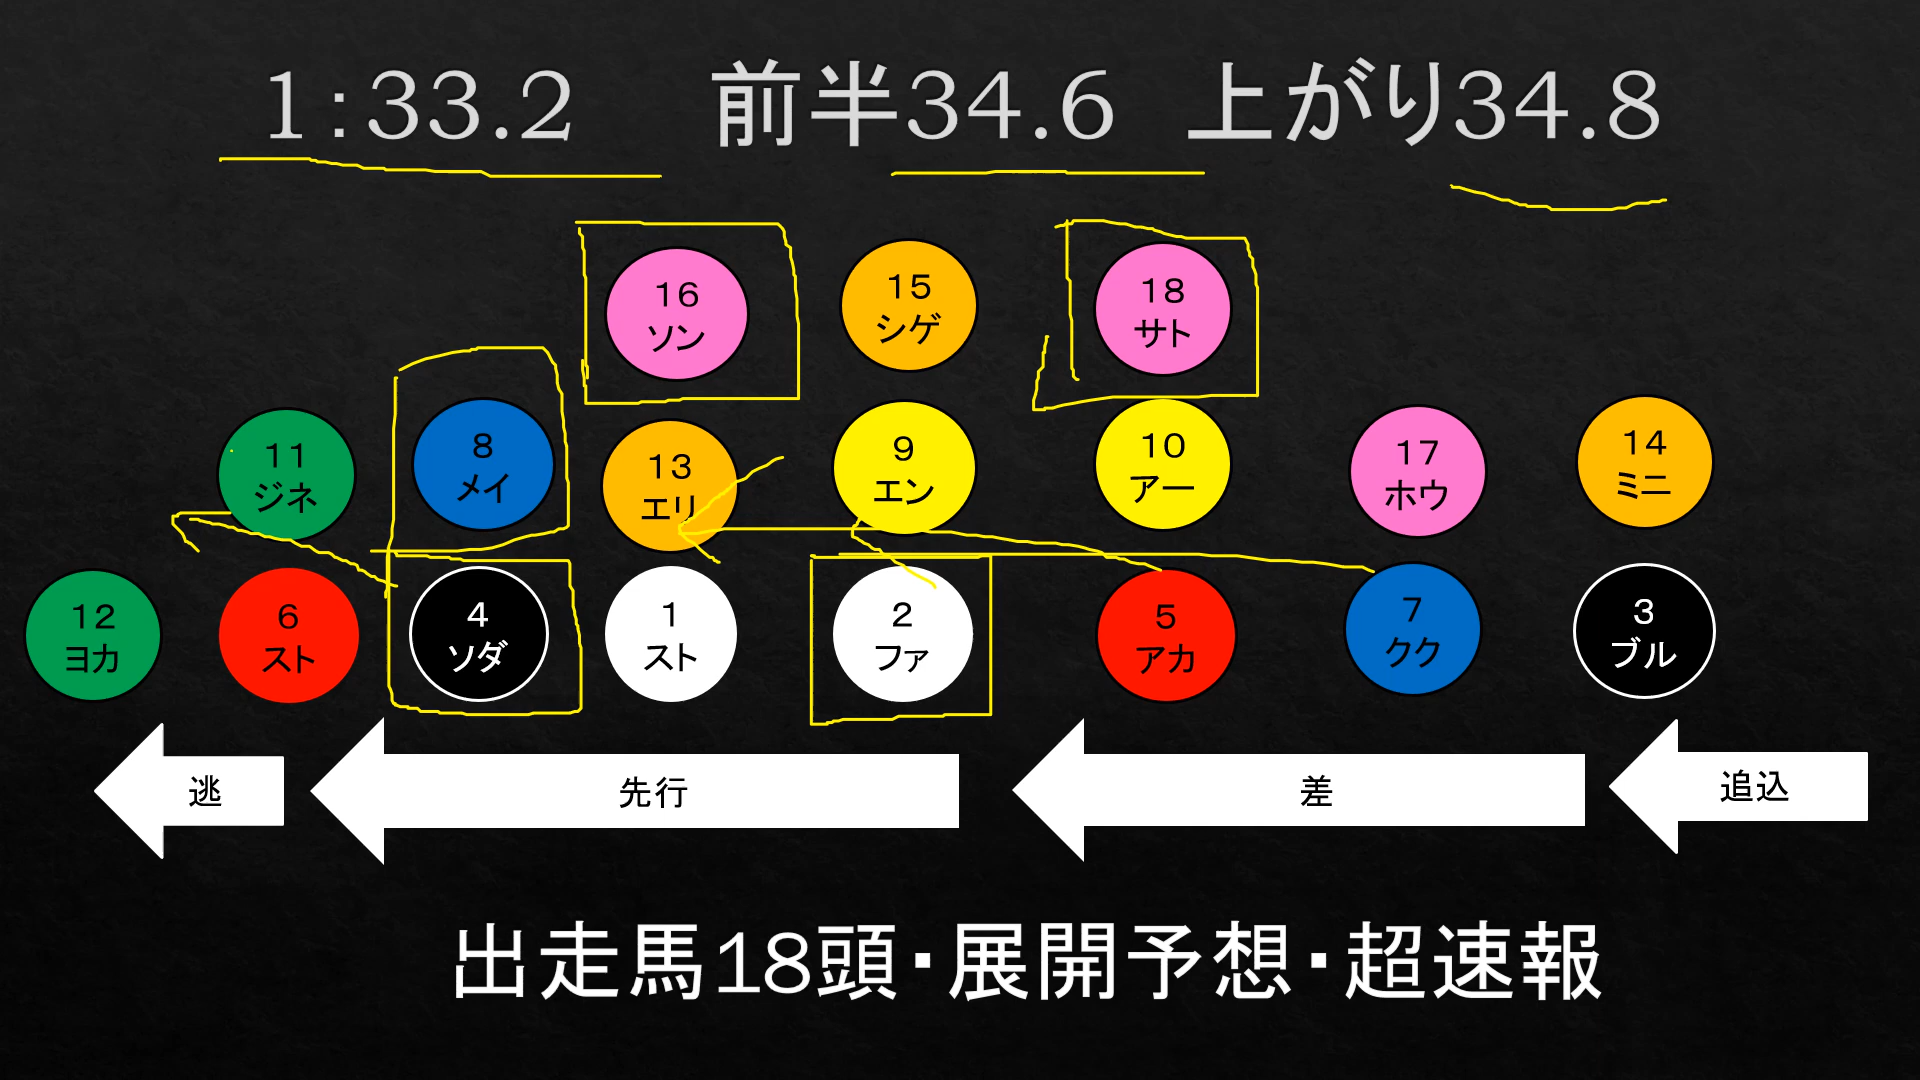 1:33.2 前半34.6 上がり34.8
16
ソン
15
シゲ
18
サト
11
ジネ
8
メイ
13
エリ
9
エン
10
アー
17
ホウ
14
ミニ
12
ヨカ
6
スト
4
ソダ
1
スト
2
ファ
5
アカ
7
クク
3
ブル
逃
先行
差
追込
出走馬18頭・展開予想・超速報